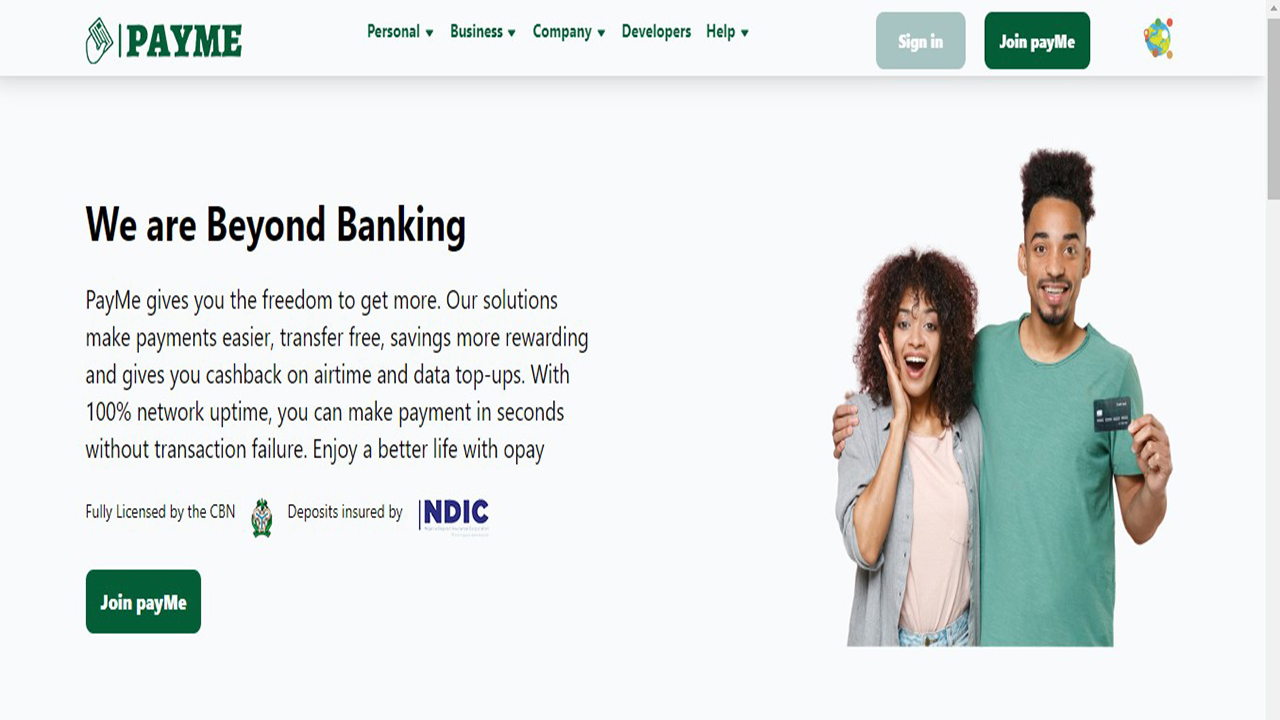 PAYME
Personal Business Company Developers Help
Sign in
Join payMe
We are Beyond Banking
PayMe gives you the freedom to get more. Our solutions
make payments easier, transfer free, savings more rewarding
and gives you cashback on airtime and data top-ups. With
100% network uptime, you can make payment in seconds
without transaction failure. Enjoy a better life with opay
Fully Licensed by the CBN Deposits insured by NDIC
Join payMe